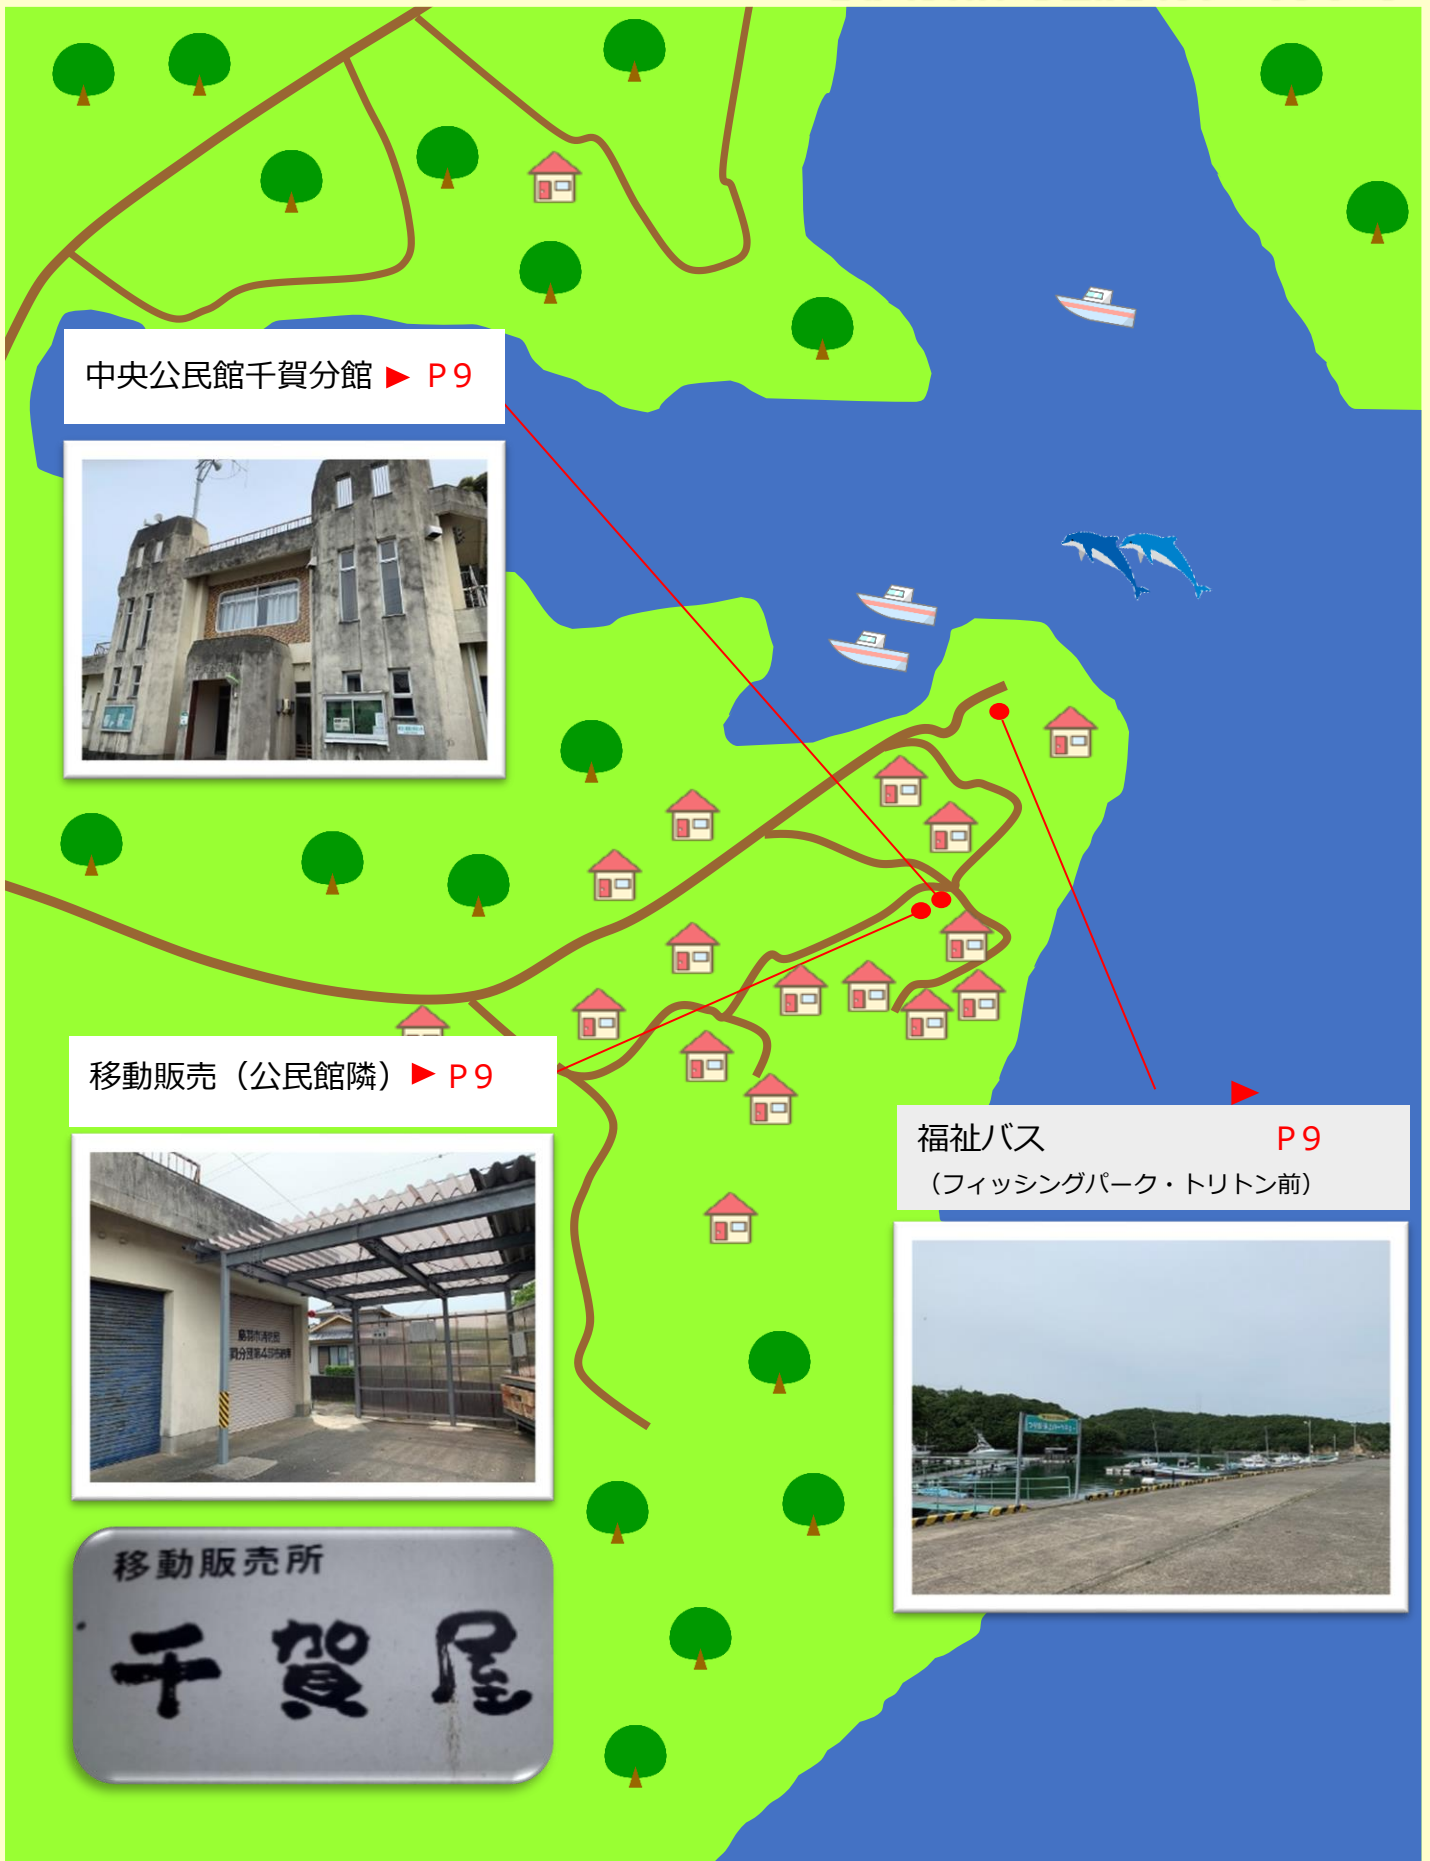 中央公民館千賀分館 ▶ P9
移動販売（公民館隣）▶ P9
福祉バス ▶ P9
（フィッシングパーク・トリトン前）
移動販売所
千賀屋